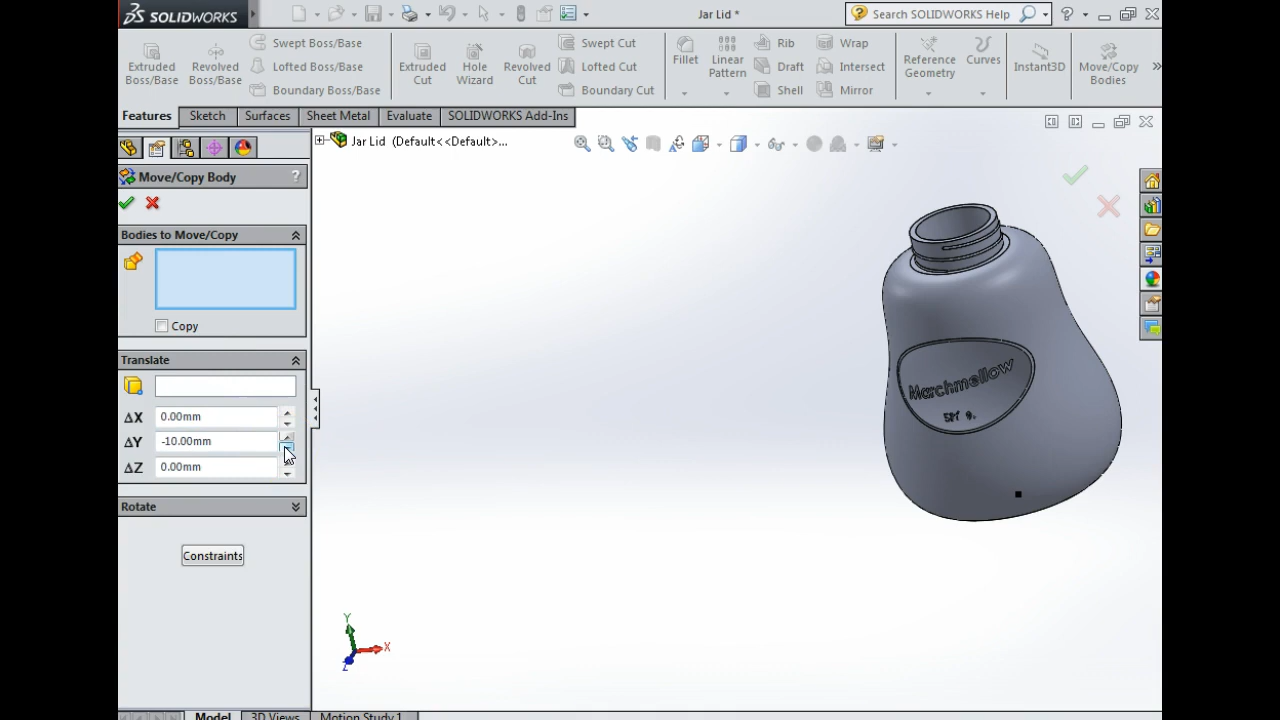 SOLIDWORKS
Jar Lid *
Search SOLIDWORKS Help
Extruded Boss/Base
Revolved Boss/Base
Swept Boss/Base
Lofted Boss/Base
Boundary Boss/Base
Extruded Cut
Hole Wizard
Revolved Cut
Swept Cut
Lofted Cut
Boundary Cut
Fillet
Linear Pattern
Rib
Draft
Shell
Wrap
Intersect
Mirror
Reference Geometry
Curves
Instant3D
Move/Copy Bodies
Features
Sketch
Surfaces
Sheet Metal
Evaluate
SOLIDWORKS Add-Ins
Jar Lid (Default<<Default>...
Move/Copy Body
?
Bodies to Move/Copy
Copy
Translate
ΔX 0.00mm
ΔY -10.00mm
ΔZ 0.00mm
Rotate
Constraints
Marchmellow
Y
X
Z
Model
3D Views
Motion Study 1